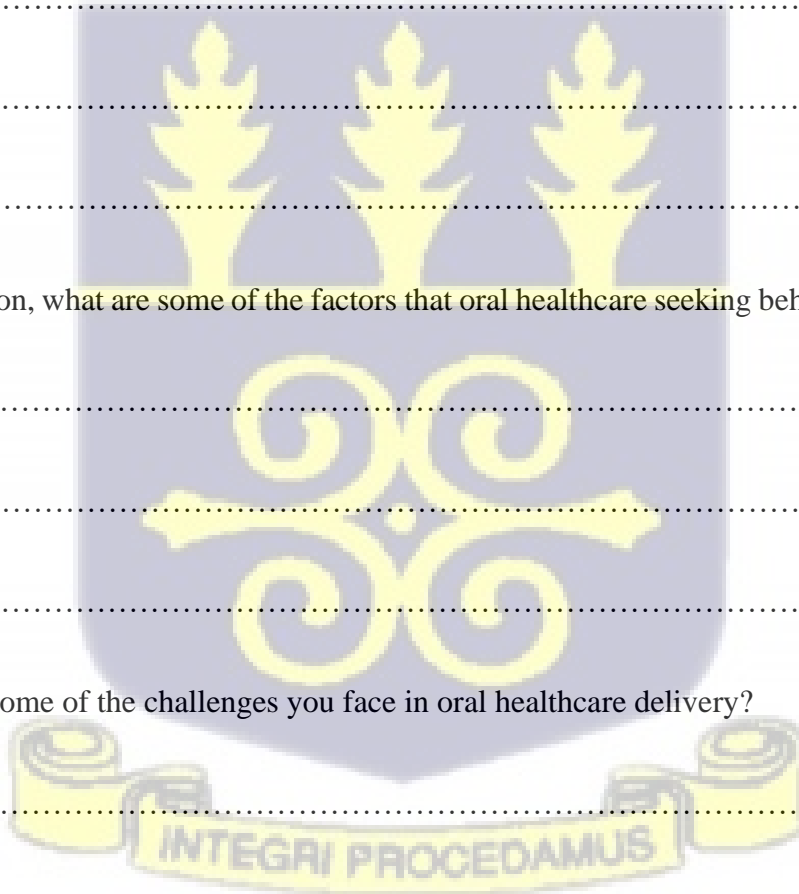 ....................................................................................
....................................................................................
....................................................................................
on, what are some of the factors that oral healthcare seeking beh
....................................................................................
....................................................................................
....................................................................................
ome of the challenges you face in oral healthcare delivery?
....................................................................................
INTEGRI PROCEDAMUS